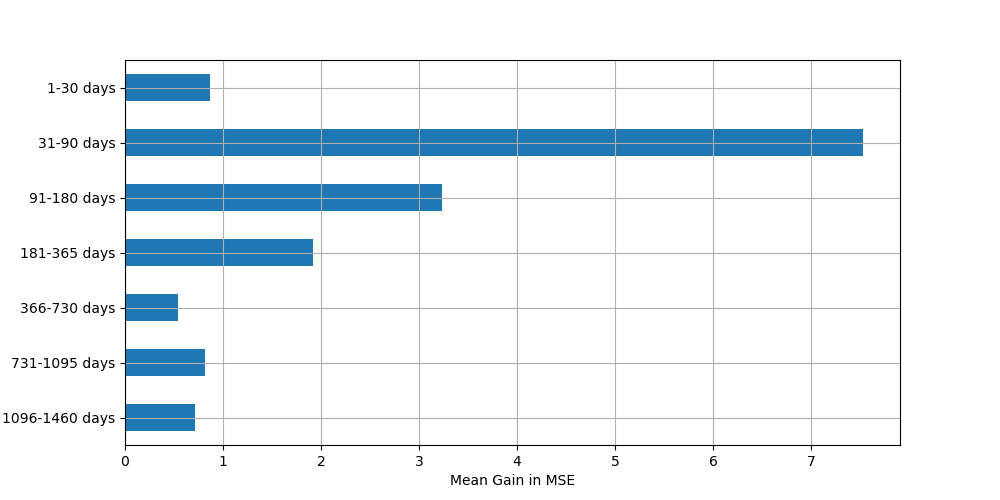 1-30 days
31-90 days
91-180 days
181-365 days
366-730 days
731-1095 days
1096-1460 days
0 1 2 3 4 5 6 7
Mean Gain in MSE